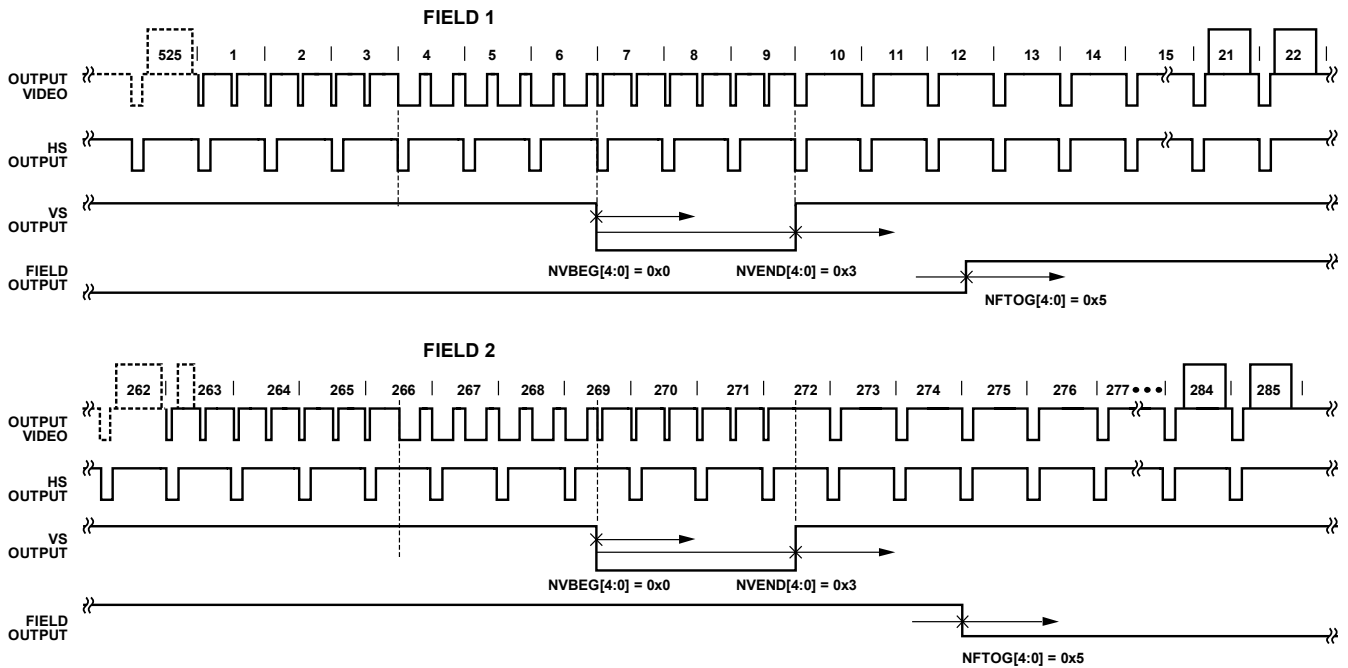 FIELD 1
525 1 2 3 4 5 6 7 8 9 10 11 12 13 14 15 21 22
OUTPUT
VIDEO
HS
OUTPUT
VS
OUTPUT
NVBEG[4:0] = 0x0 NVEND[4:0] = 0x3
FIELD
OUTPUT
NFTOG[4:0] = 0x5
FIELD 2
262 263 264 265 266 267 268 269 270 271 272 273 274 275 276 277 284 285
OUTPUT
VIDEO
HS
OUTPUT
VS
OUTPUT
NVBEG[4:0] = 0x0 NVEND[4:0] = 0x3
FIELD
OUTPUT
NFTOG[4:0] = 0x5